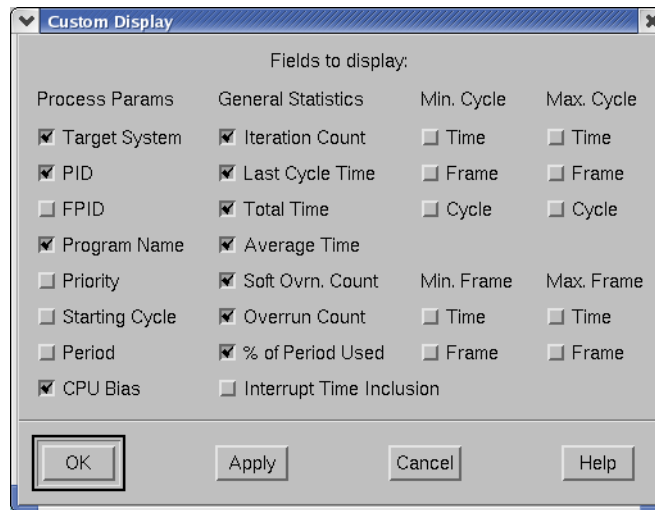 Custom Display
Fields to display:
Process Params General Statistics Min. Cycle Max. Cycle
Target System Iteration Count Time Time
PID Last Cycle Time Frame Frame
FPID Total Time Cycle Cycle
Program Name Average Time
Priority Soft Ovrn. Count Min. Frame Max. Frame
Starting Cycle Overrun Count Time Time
Period % of Period Used Frame Frame
CPU Bias Interrupt Time Inclusion
OK Apply Cancel Help